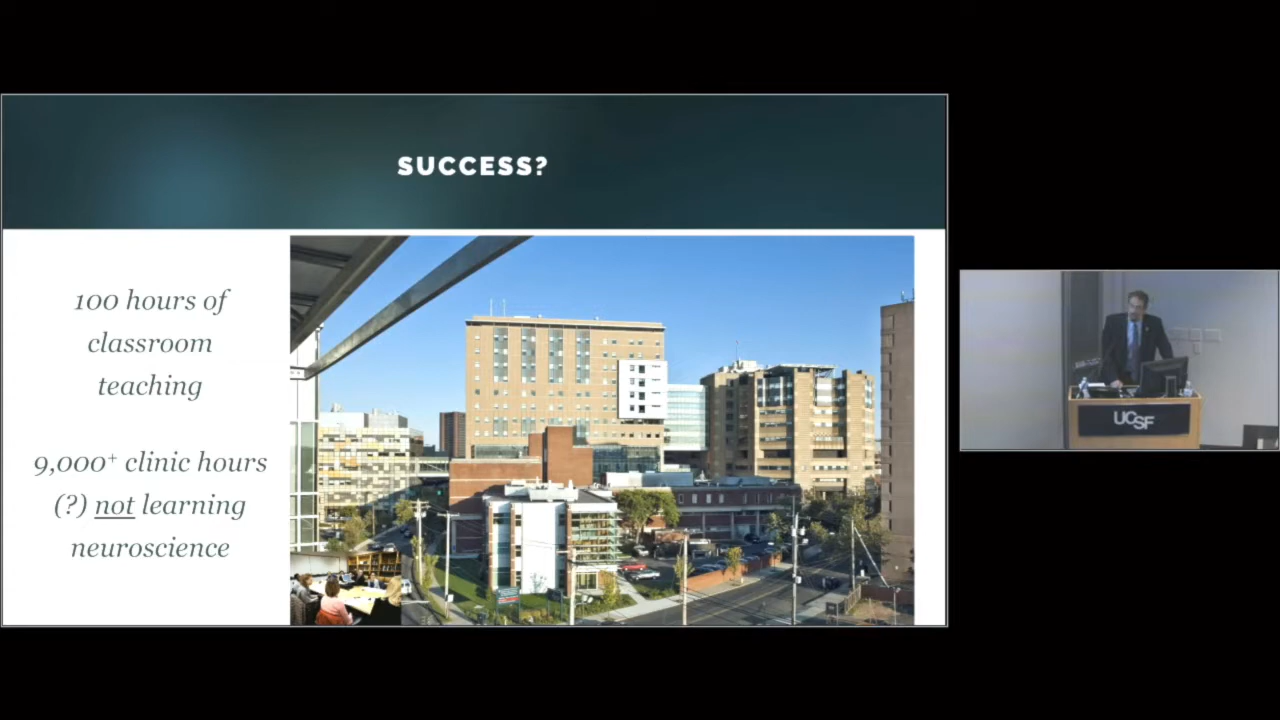 SUCCESS?
100 hours of
classroom
teaching
9,000+ clinic hours
(?) not learning
neuroscience
UCSF